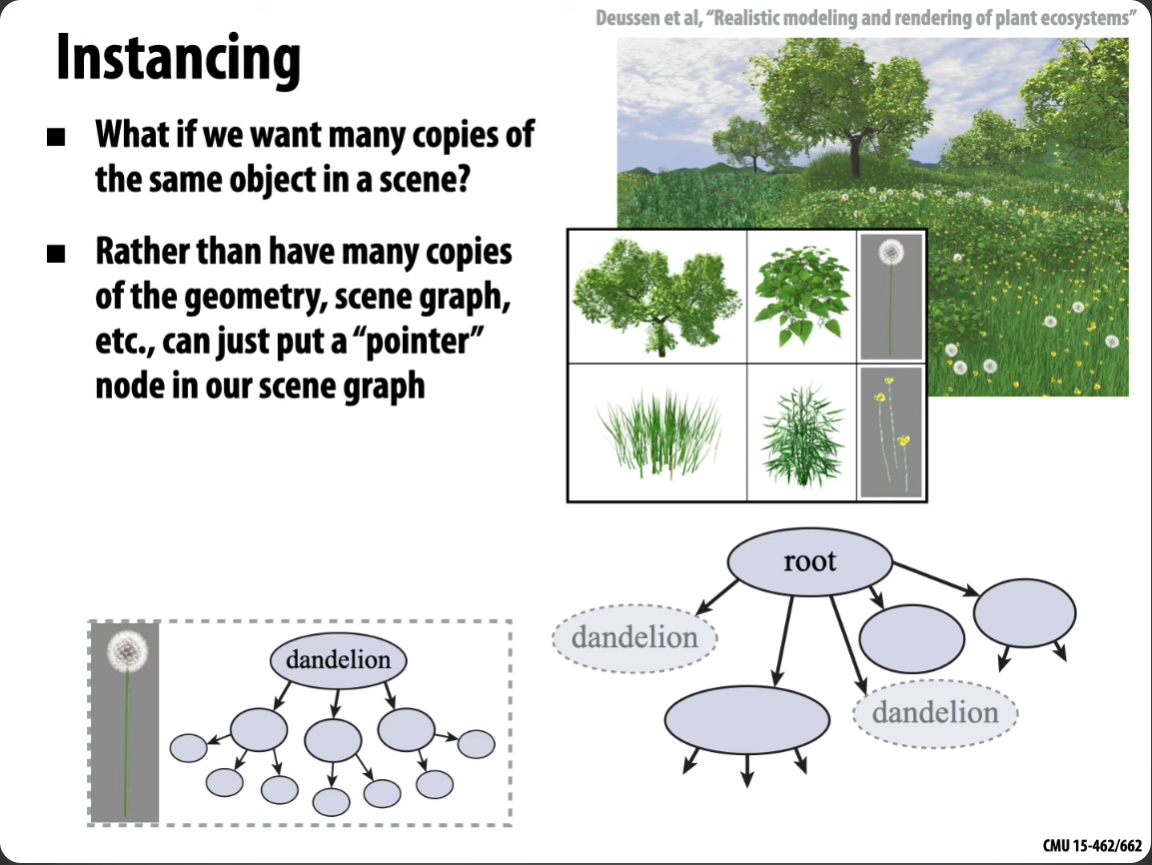 Deussen et al, “Realistic modeling and rendering of plant ecosystems”
Instancing
■ What if we want many copies of
the same object in a scene?
■ Rather than have many copies
of the geometry, scene graph,
etc., can just put a “pointer”
node in our scene graph
root
dandelion
dandelion
dandelion
CMU 15-462/662